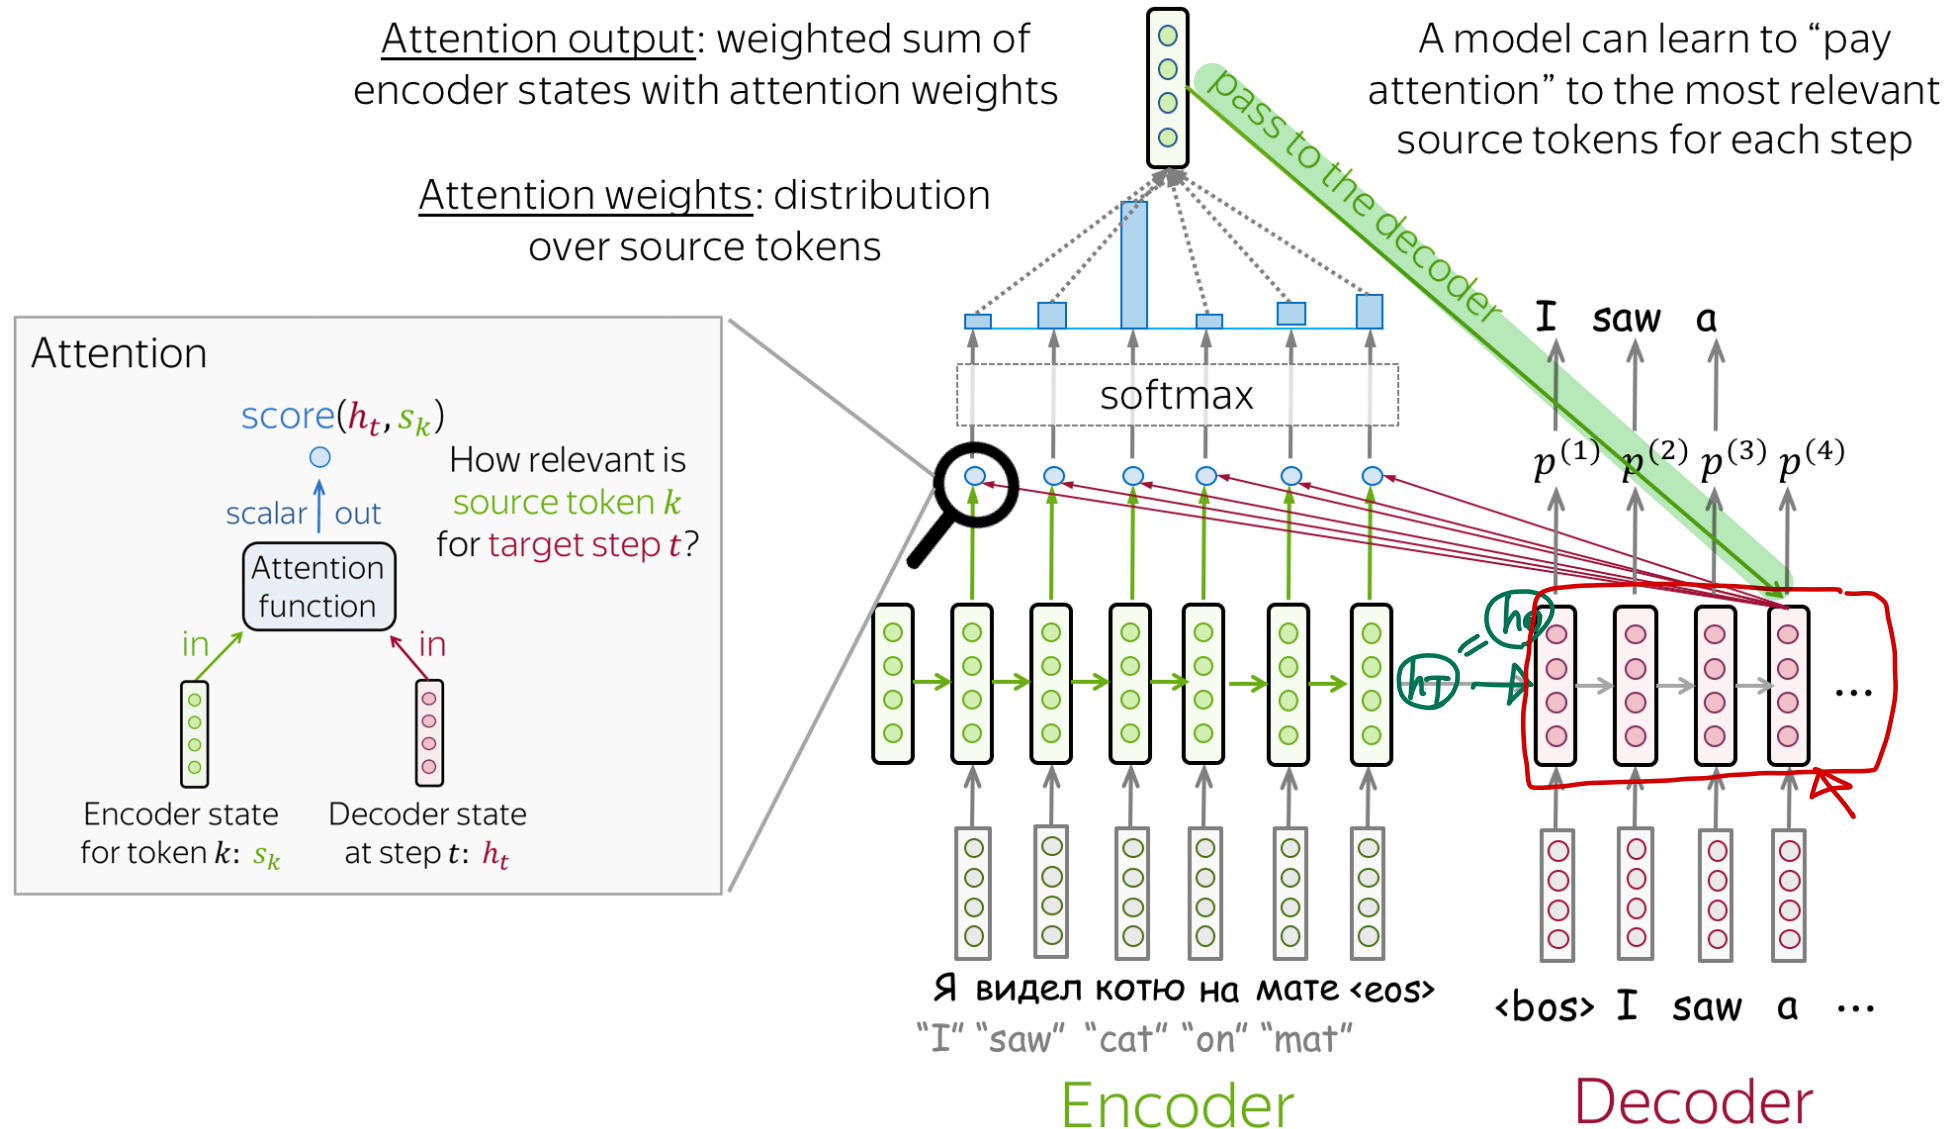 Attention output: weighted sum of
encoder states with attention weights
A model can learn to “pay
attention” to the most relevant
source tokens for each step
pass to the decoder
Attention weights: distribution
over source tokens
Attention
score(hₜ, sₖ)
scalar out
How relevant is
source token k
for target step t?
Attention
function
in in
Encoder state
for token k: sₖ
Decoder state
at step t: hₜ
softmax
I saw a
p⁽¹⁾ p⁽²⁾ p⁽³⁾ p⁽⁴⁾
h₀
=
h_T
...
Я видел котю на мате <eos>
“I” “saw” “cat” “on” “mat”
<bos> I saw a ...
Encoder
Decoder